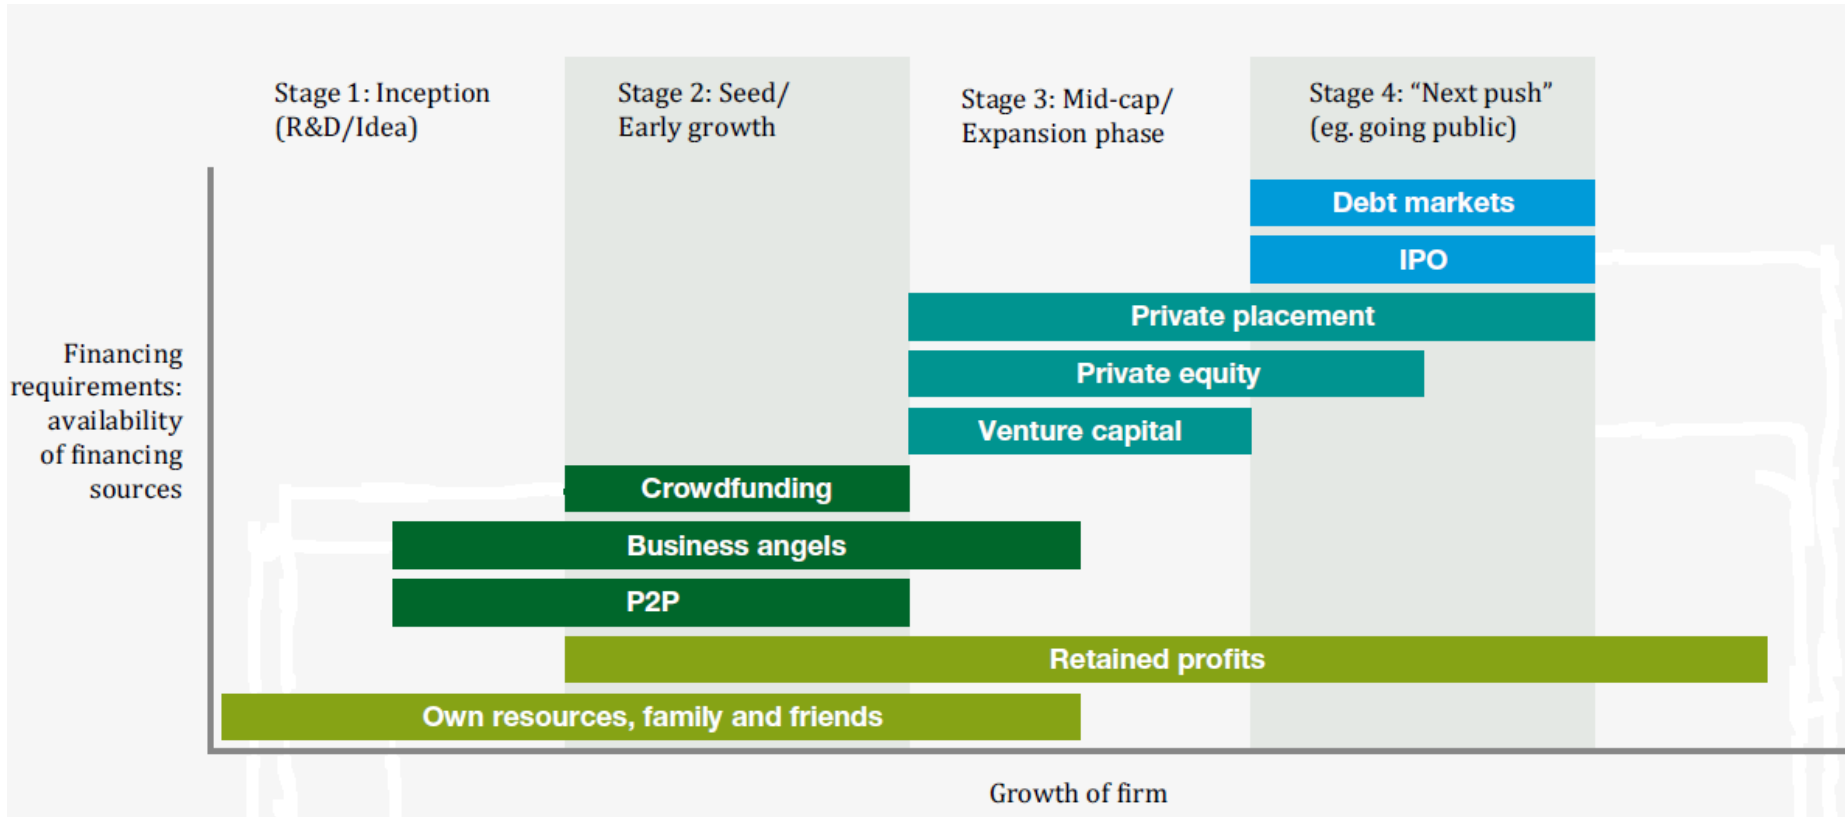 Stage 1: Inception
(R&D/Idea)
Stage 2: Seed/
Early growth
Stage 3: Mid-cap/
Expansion phase
Stage 4: “Next push”
(eg. going public)
Debt markets
IPO
Private placement
Private equity
Venture capital
Crowdfunding
Business angels
P2P
Retained profits
Own resources, family and friends
Financing
requirements:
availability
of financing
sources
Growth of firm